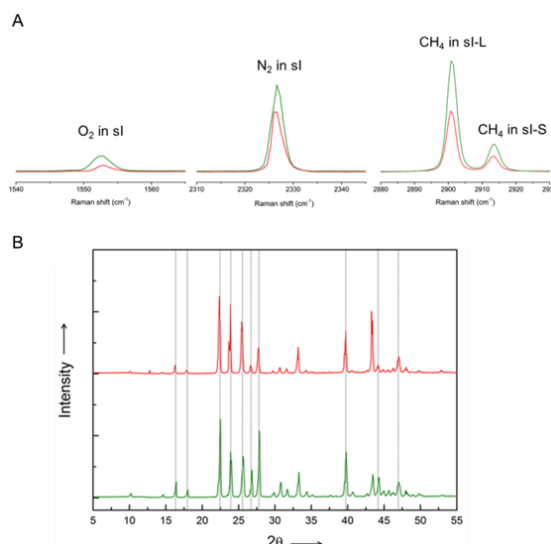 A
O₂ in sI
N₂ in sI
CH₄ in sI-L
CH₄ in sI-S
1540 1550 1560
2310 2320 2330 2340
2880 2900 2910 2920 293
Raman shift (cm⁻¹)
Raman shift (cm⁻¹)
Raman shift (cm⁻¹)
B
Intensity
5 10 15 20 25 30 35 40 45 50 55
2θ